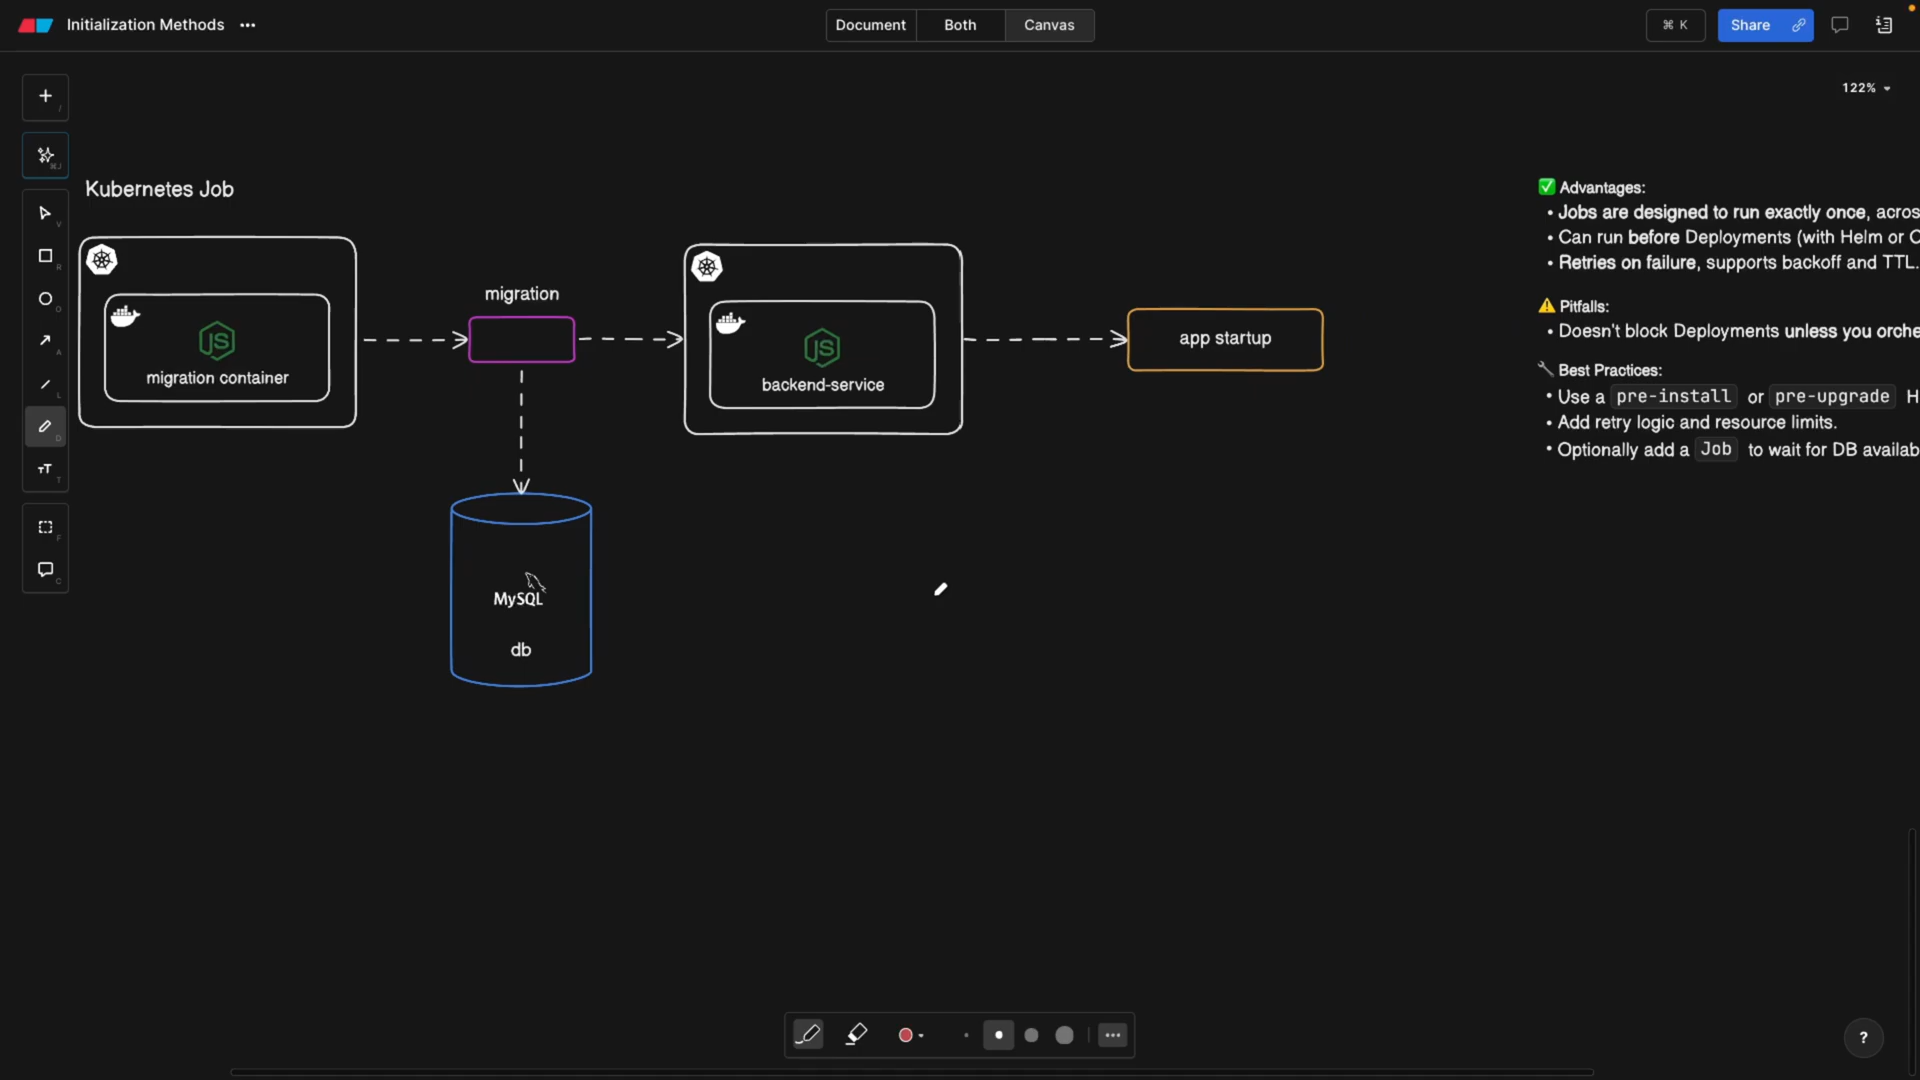 Initialization Methods
Document
Both
Canvas
⌘ K
Share
122%
Kubernetes Job
migration container
migration
backend-service
app startup
MySQL
db
✅ Advantages:
• Jobs are designed to run exactly once, acros
• Can run before Deployments (with Helm or C
• Retries on failure, supports backoff and TTL.
⚠️ Pitfalls:
• Doesn't block Deployments unless you orche
🔧 Best Practices:
• Use a pre-install or pre-upgrade H
• Add retry logic and resource limits.
• Optionally add a Job to wait for DB availab
/
⌘J
V
R
O
A
L
D
TT
T
F
C
?